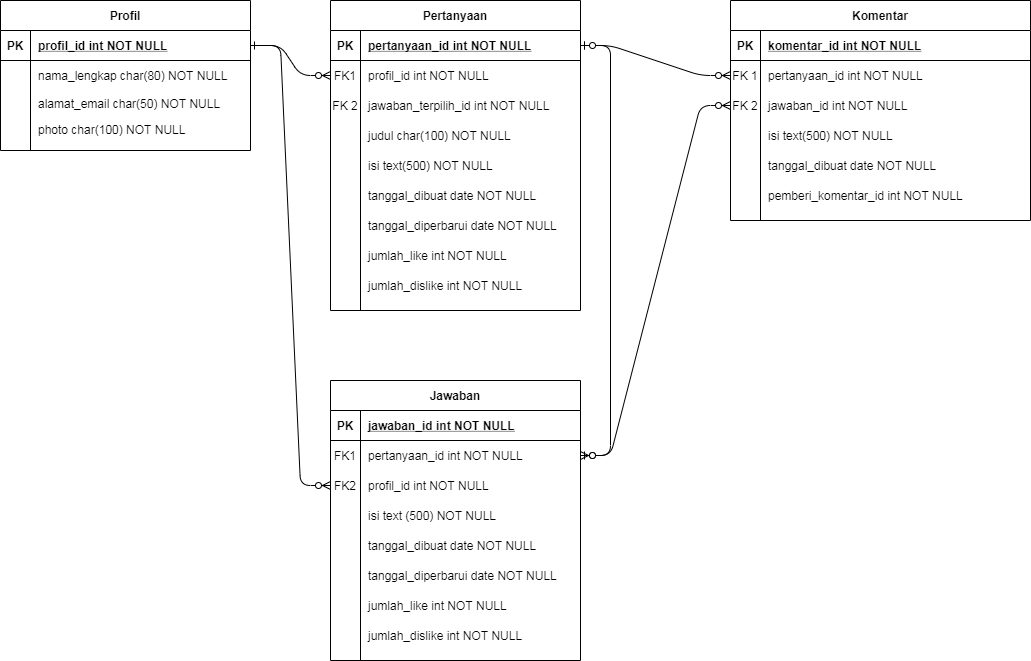 Profil
PK profil_id int NOT NULL
nama_lengkap char(80) NOT NULL
alamat_email char(50) NOT NULL
photo char(100) NOT NULL
Pertanyaan
PK pertanyaan_id int NOT NULL
FK1 profil_id int NOT NULL
FK 2 jawaban_terpilih_id int NOT NULL
judul char(100) NOT NULL
isi text(500) NOT NULL
tanggal_dibuat date NOT NULL
tanggal_diperbarui date NOT NULL
jumlah_like int NOT NULL
jumlah_dislike int NOT NULL
Komentar
PK komentar_id int NOT NULL
FK 1 pertanyaan_id int NOT NULL
FK 2 jawaban_id int NOT NULL
isi text(500) NOT NULL
tanggal_dibuat date NOT NULL
pemberi_komentar_id int NOT NULL
Jawaban
PK jawaban_id int NOT NULL
FK1 pertanyaan_id int NOT NULL
FK2 profil_id int NOT NULL
isi text (500) NOT NULL
tanggal_dibuat date NOT NULL
tanggal_diperbarui date NOT NULL
jumlah_like int NOT NULL
jumlah_dislike int NOT NULL